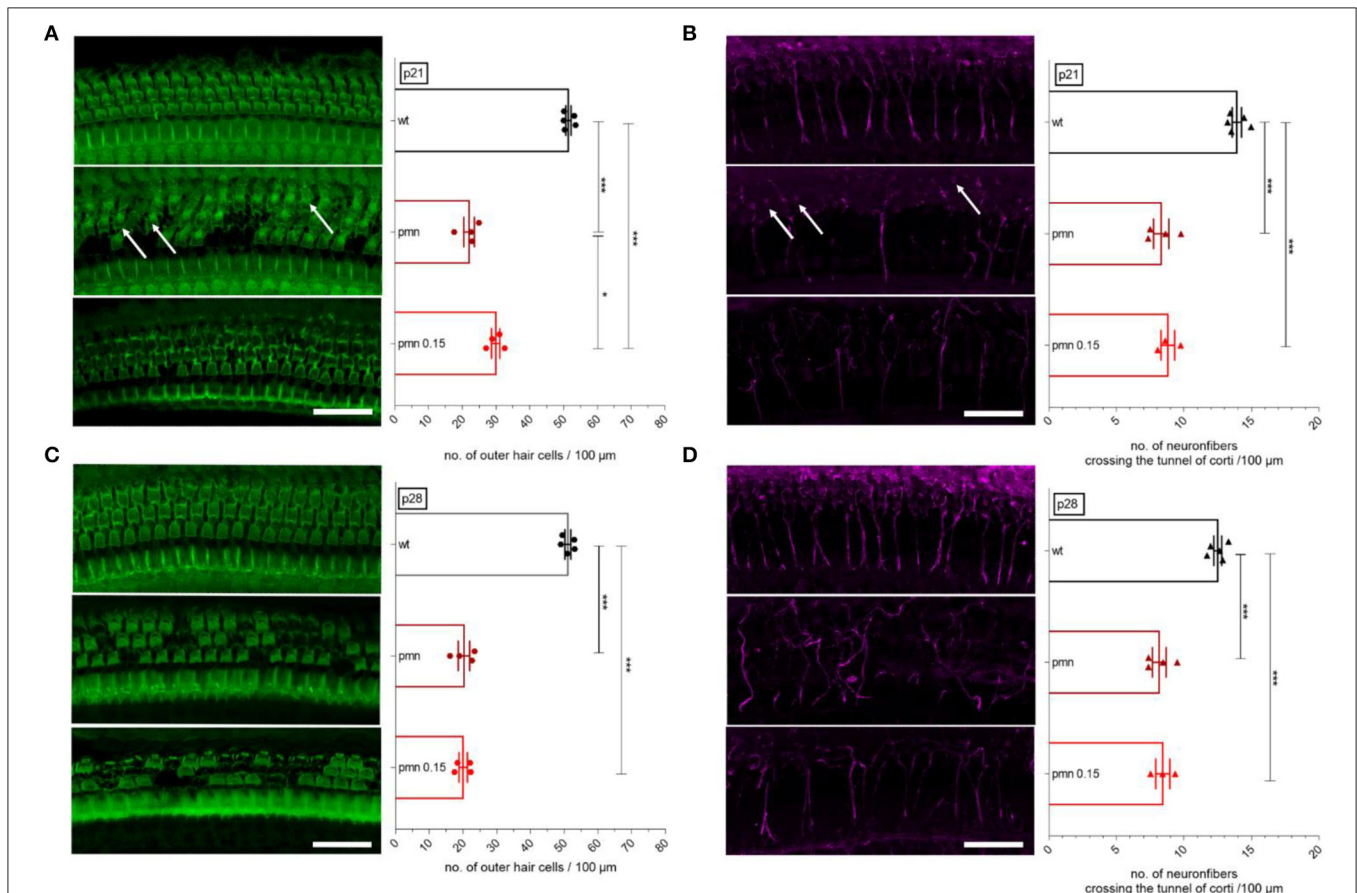 A
p21
wt
pmn
pmn 0.15
***
*
***
0 10 20 30 40 50 60 70 80
no. of outer hair cells / 100 µm
B
p21
wt
pmn
pmn 0.15
***
***
0 5 10 15 20
no. of neuronfibers
crossing the tunnel of corti /100 µm
C
p28
wt
pmn
pmn 0.15
***
***
0 10 20 30 40 50 60 70 80
no. of outer hair cells / 100 µm
D
p28
wt
pmn
pmn 0.15
***
***
0 5 10 15 20
no. of neuronfibers
crossing the tunnel of corti /100 µm